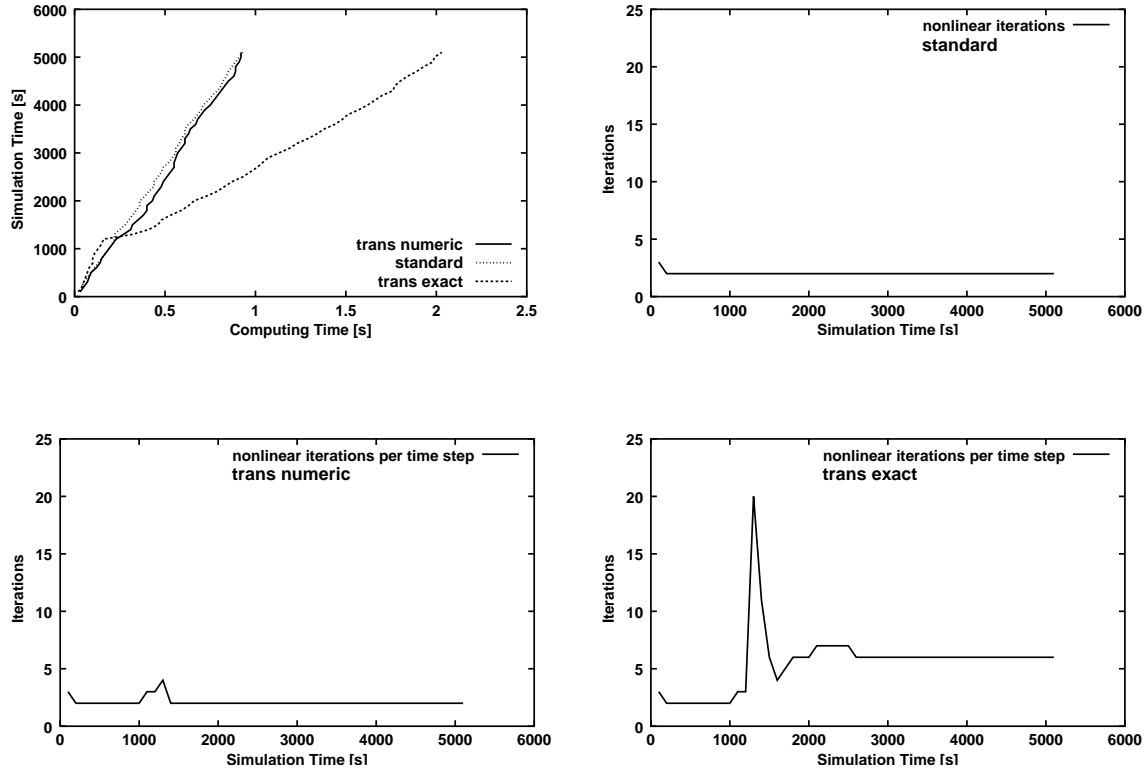 6000
5000
4000
3000
2000
1000
0
Simulation Time [s]
trans numeric
standard
trans exact
0 0.5 1 1.5 2 2.5
Computing Time [s]
25
20
15
10
5
0
Iterations
nonlinear iterations
standard
0 1000 2000 3000 4000 5000 6000
Simulation Time [s]
25
20
15
10
5
0
Iterations
nonlinear iterations per time step
trans numeric
0 1000 2000 3000 4000 5000 6000
Simulation Time [s]
25
20
15
10
5
0
Iterations
nonlinear iterations per time step
trans exact
0 1000 2000 3000 4000 5000 6000
Simulation Time [s]